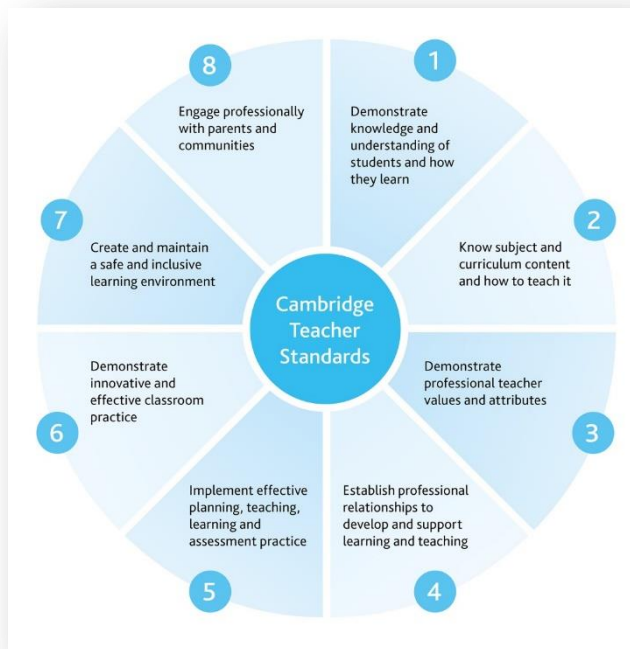 Cambridge
Teacher
Standards
1
Demonstrate
knowledge and
understanding of
students and how
they learn
2
Know subject and
curriculum content
and how to teach it
3
Demonstrate
professional teacher
values and attributes
4
Establish professional
relationships to
develop and support
learning and teaching
5
Implement effective
planning, teaching,
learning and
assessment practice
6
Demonstrate
innovative and
effective classroom
practice
7
Create and maintain
a safe and inclusive
learning environment
8
Engage professionally
with parents and
communities